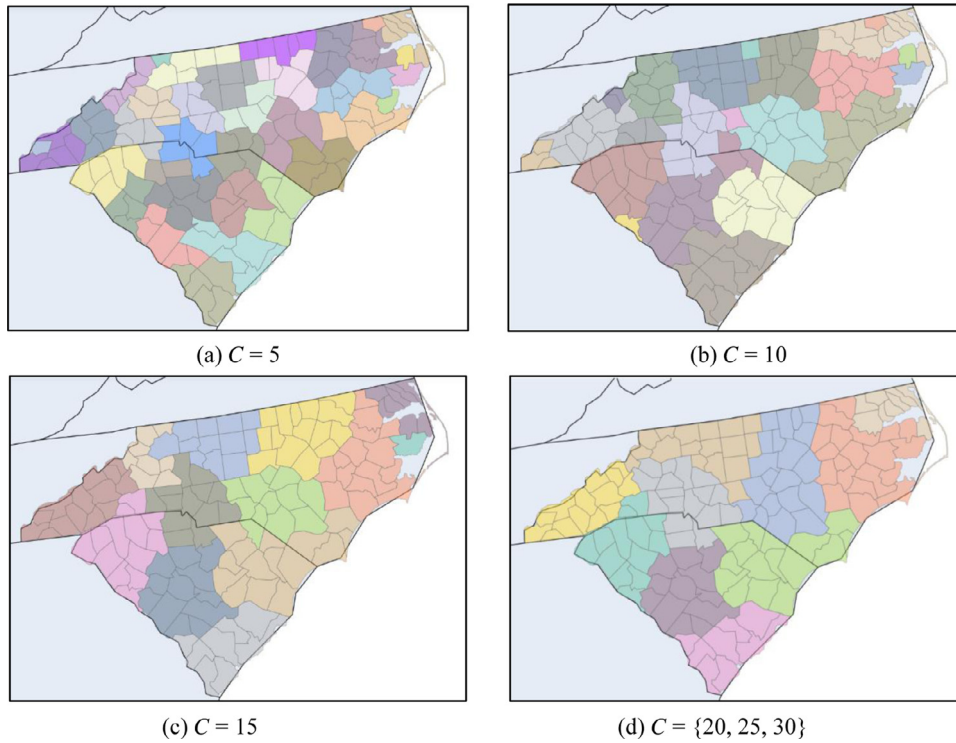 (a) C = 5
(b) C = 10
(c) C = 15
(d) C = {20, 25, 30}